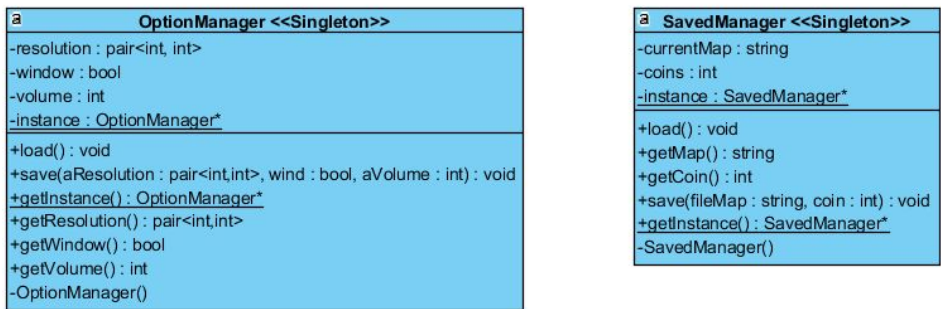 a
OptionManager <<Singleton>>
-resolution : pair<int, int>
-window : bool
-volume : int
-instance : OptionManager*
+load() : void
+save(aResolution : pair<int,int>, wind : bool, aVolume : int) : void
+getInstance() : OptionManager*
+getResolution() : pair<int,int>
+getWindow() : bool
+getVolume() : int
-OptionManager()
a
SavedManager <<Singleton>>
-currentMap : string
-coins : int
-instance : SavedManager*
+load() : void
+getMap() : string
+getCoin() : int
+save(fileMap : string, coin : int) : void
+getInstance() : SavedManager*
-SavedManager()